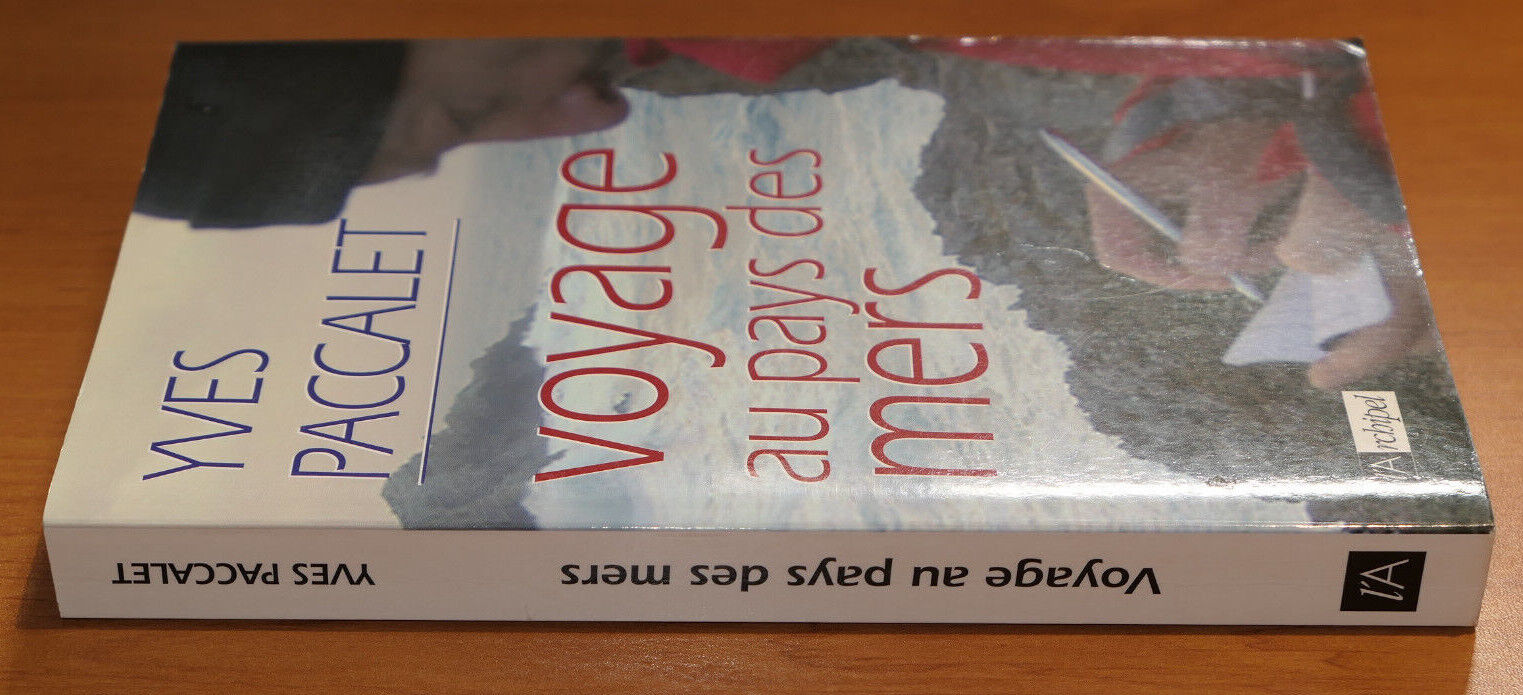 YVES
PACCALET
voyage
au pays des
mers
l'Archipel
YVES PACCALET
Voyage au pays des mers
l'A